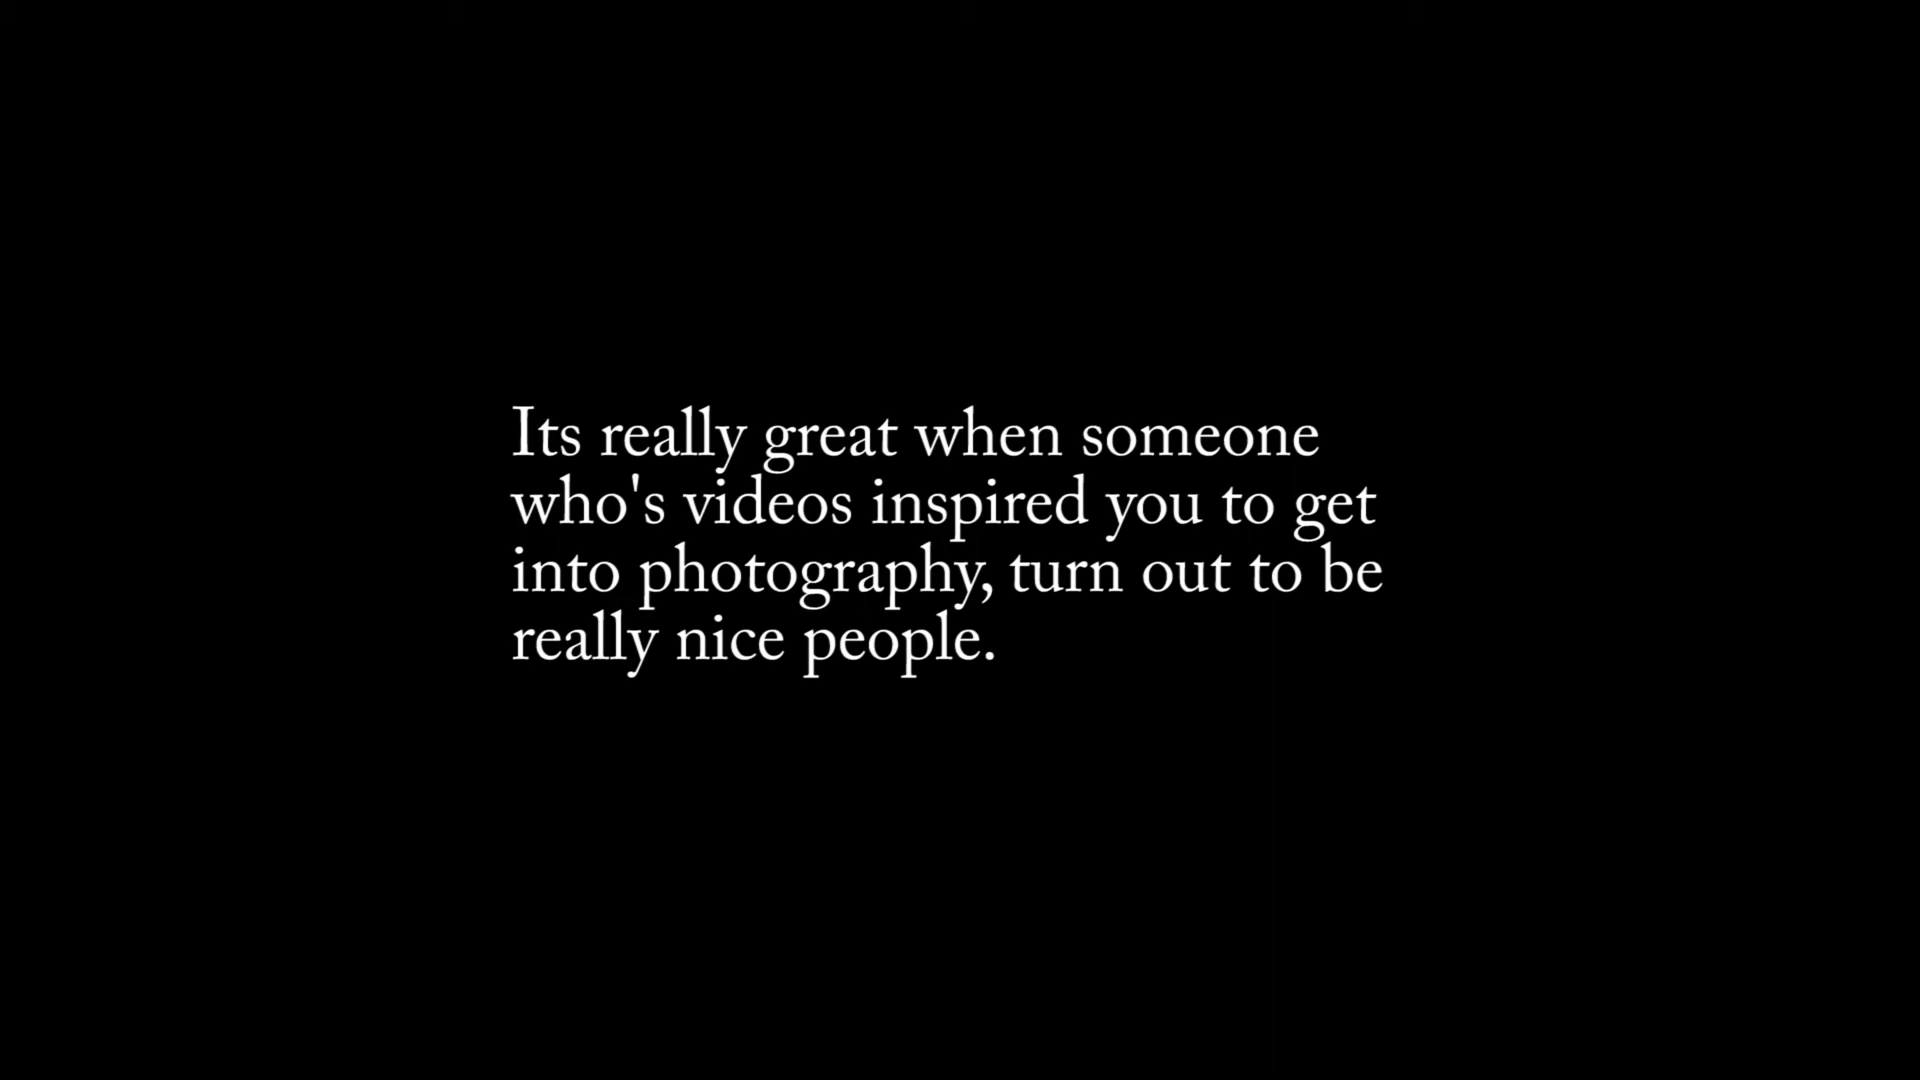 Its really great when someone
who's videos inspired you to get
into photography, turn out to be
really nice people.